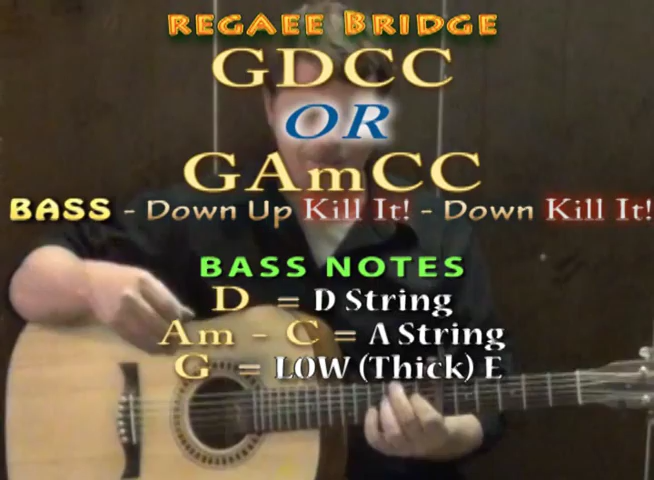 REGAEE BRIDGE
GDCC
OR
GAmCC
BASS - Down Up Kill It! - Down Kill It!
BASS NOTES
D = D String
Am - C = A String
G = LOW (Thick) E